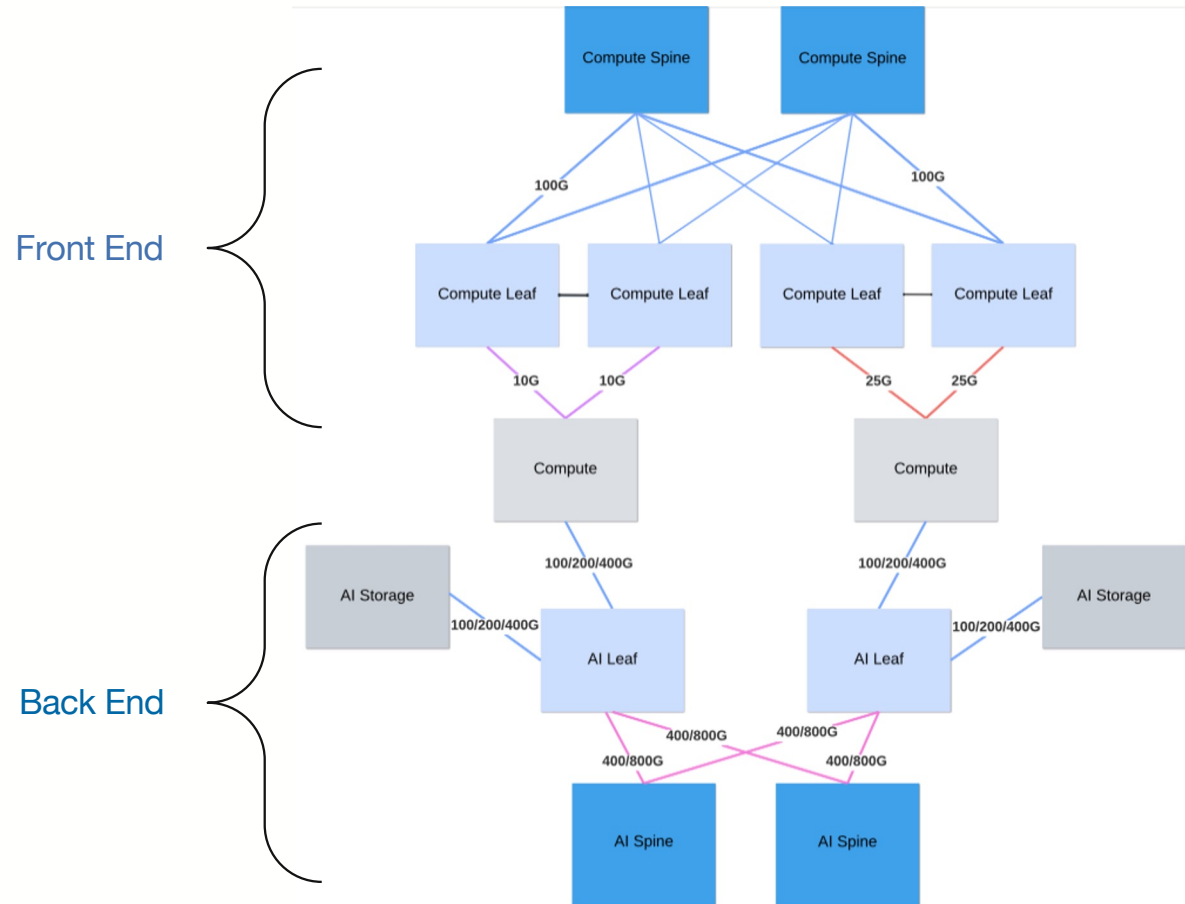 Compute Spine
Compute Spine
100G
100G
Front End
Compute Leaf
Compute Leaf
Compute Leaf
Compute Leaf
10G
10G
25G
25G
Compute
Compute
100/200/400G
100/200/400G
AI Storage
AI Storage
100/200/400G
100/200/400G
AI Leaf
AI Leaf
Back End
400/800G
400/800G
400/800G
400/800G
AI Spine
AI Spine